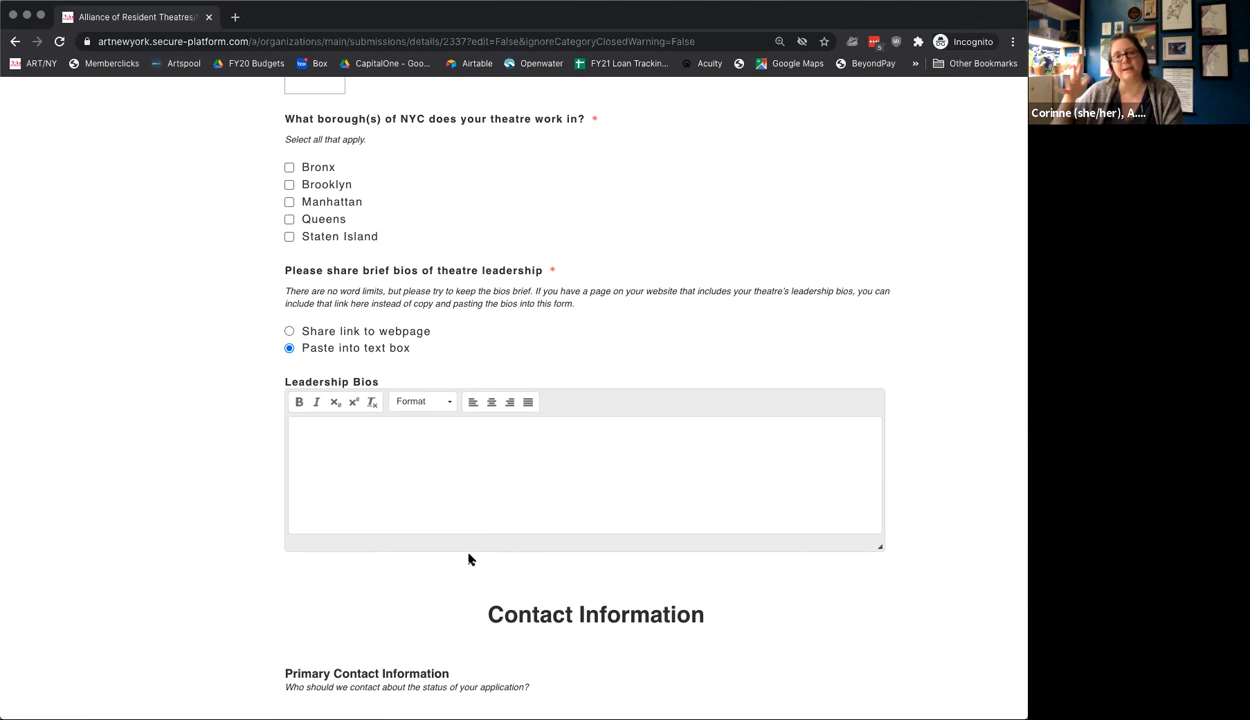 Alliance of Resident Theatres/
artnewyork.secure-platform.com/a/organizations/main/submissions/details/2337?edit=False&ignoreCategoryClosedWarning=False
5
Incognito
ART/NY
Memberclicks
Artspool
FY20 Budgets
Box
CapitalOne – Goo...
Airtable
Openwater
FY21 Loan Trackin...
Acuity
Google Maps
BeyondPay
»
Other Bookmarks
Corinne (she/her), A....
What borough(s) of NYC does your theatre work in? *
Select all that apply.
Bronx
Brooklyn
Manhattan
Queens
Staten Island
Please share brief bios of theatre leadership *
There are no word limits, but please try to keep the bios brief. If you have a page on your website that includes your theatre's leadership bios, you can
include that link here instead of copy and pasting the bios into this form.
Share link to webpage
Paste into text box
Leadership Bios
B I x₂ x² Tx Format
Contact Information
Primary Contact Information
Who should we contact about the status of your application?